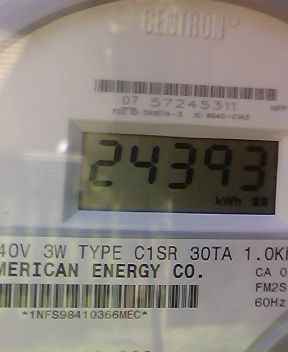 CENTRON®
07 57245311
24393
kWh
40V 3W TYPE C1SR 30TA 1.0K
MERICAN ENERGY CO.
CA 0
FM2S
60Hz
*1NFS98410366MEC*